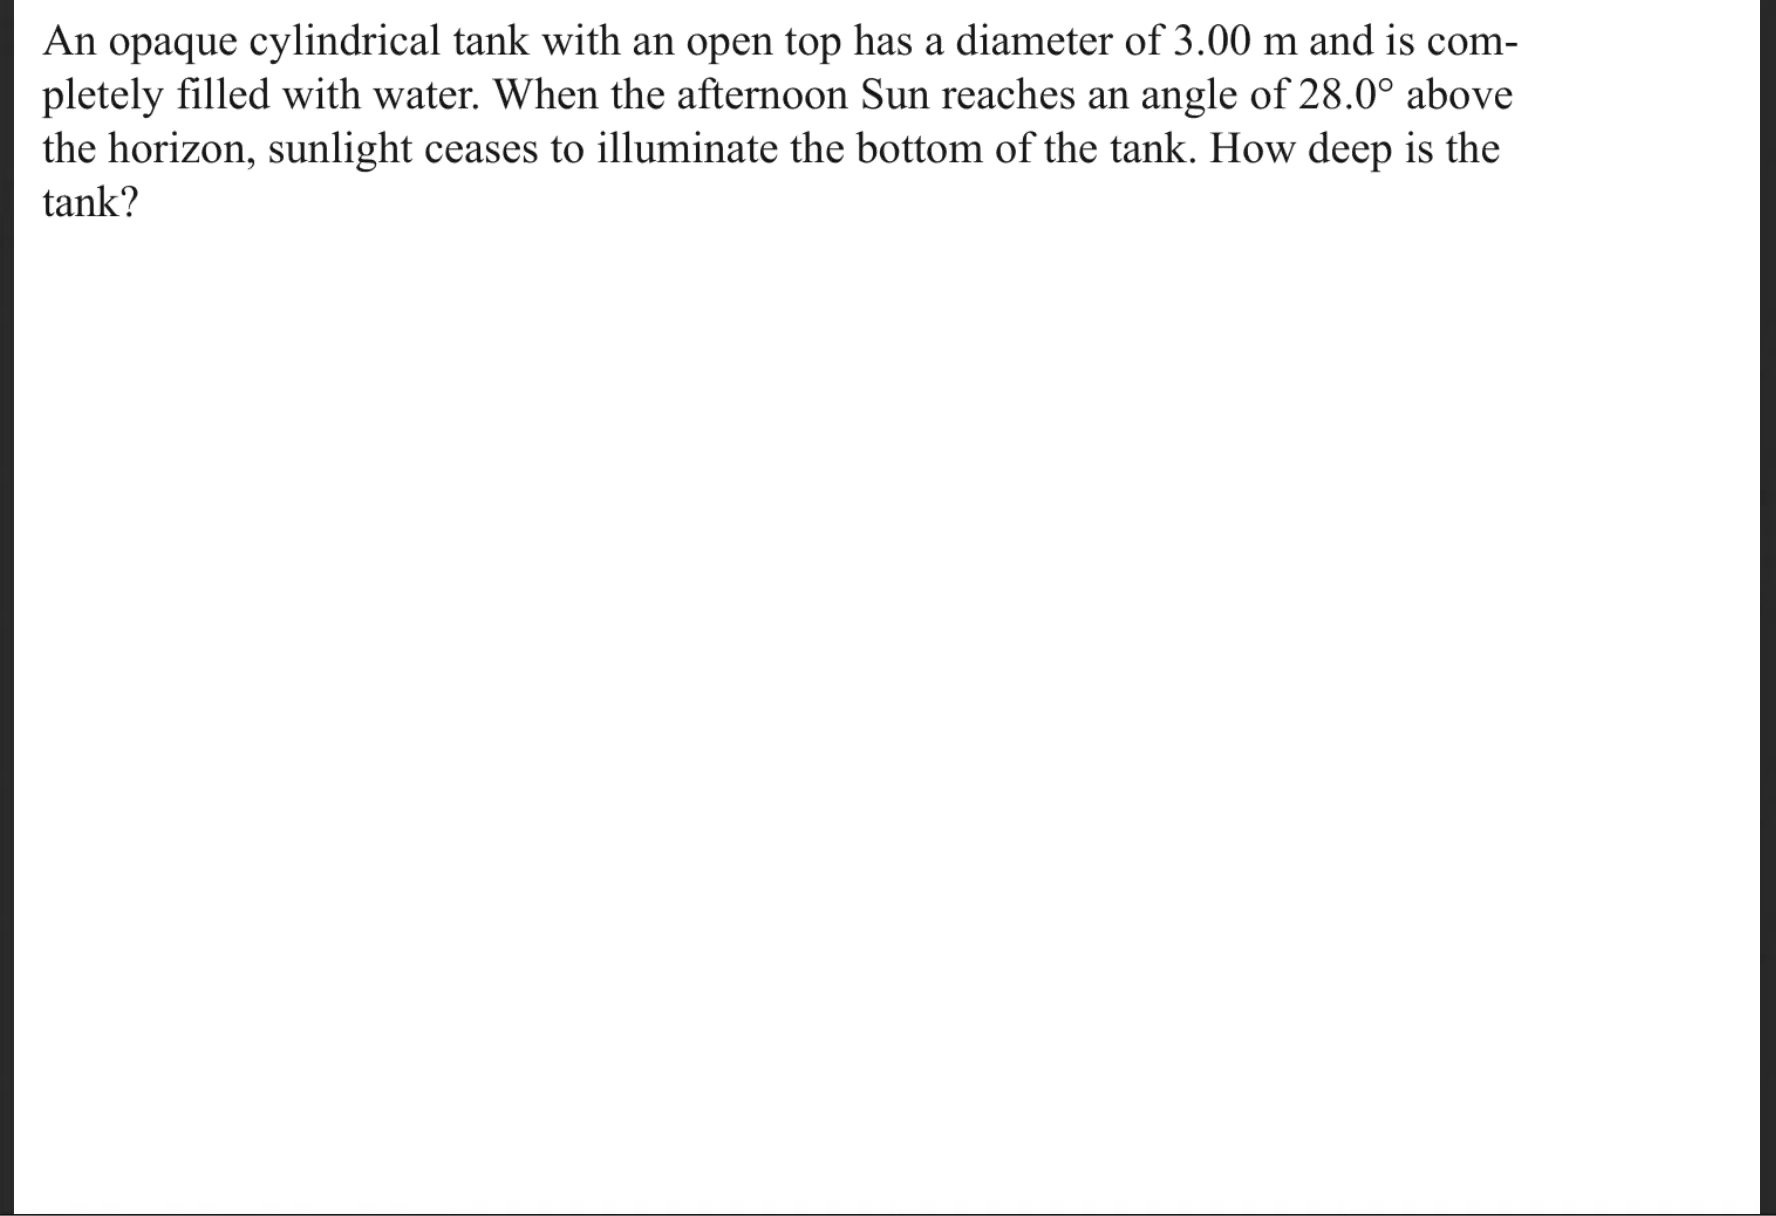 An opaque cylindrical tank with an open top has a diameter of 3.00 m and is com-
pletely filled with water. When the afternoon Sun reaches an angle of 28.0° above
the horizon, sunlight ceases to illuminate the bottom of the tank. How deep is the
tank?